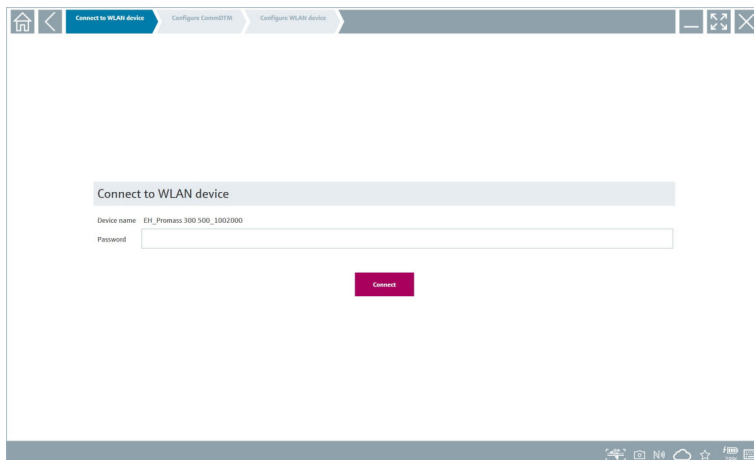 Connect to WLAN device
Configure CommDTM
Configure WLAN device
Connect to WLAN device
Device name EH_Promass 300 500_1002000
Password
Connect